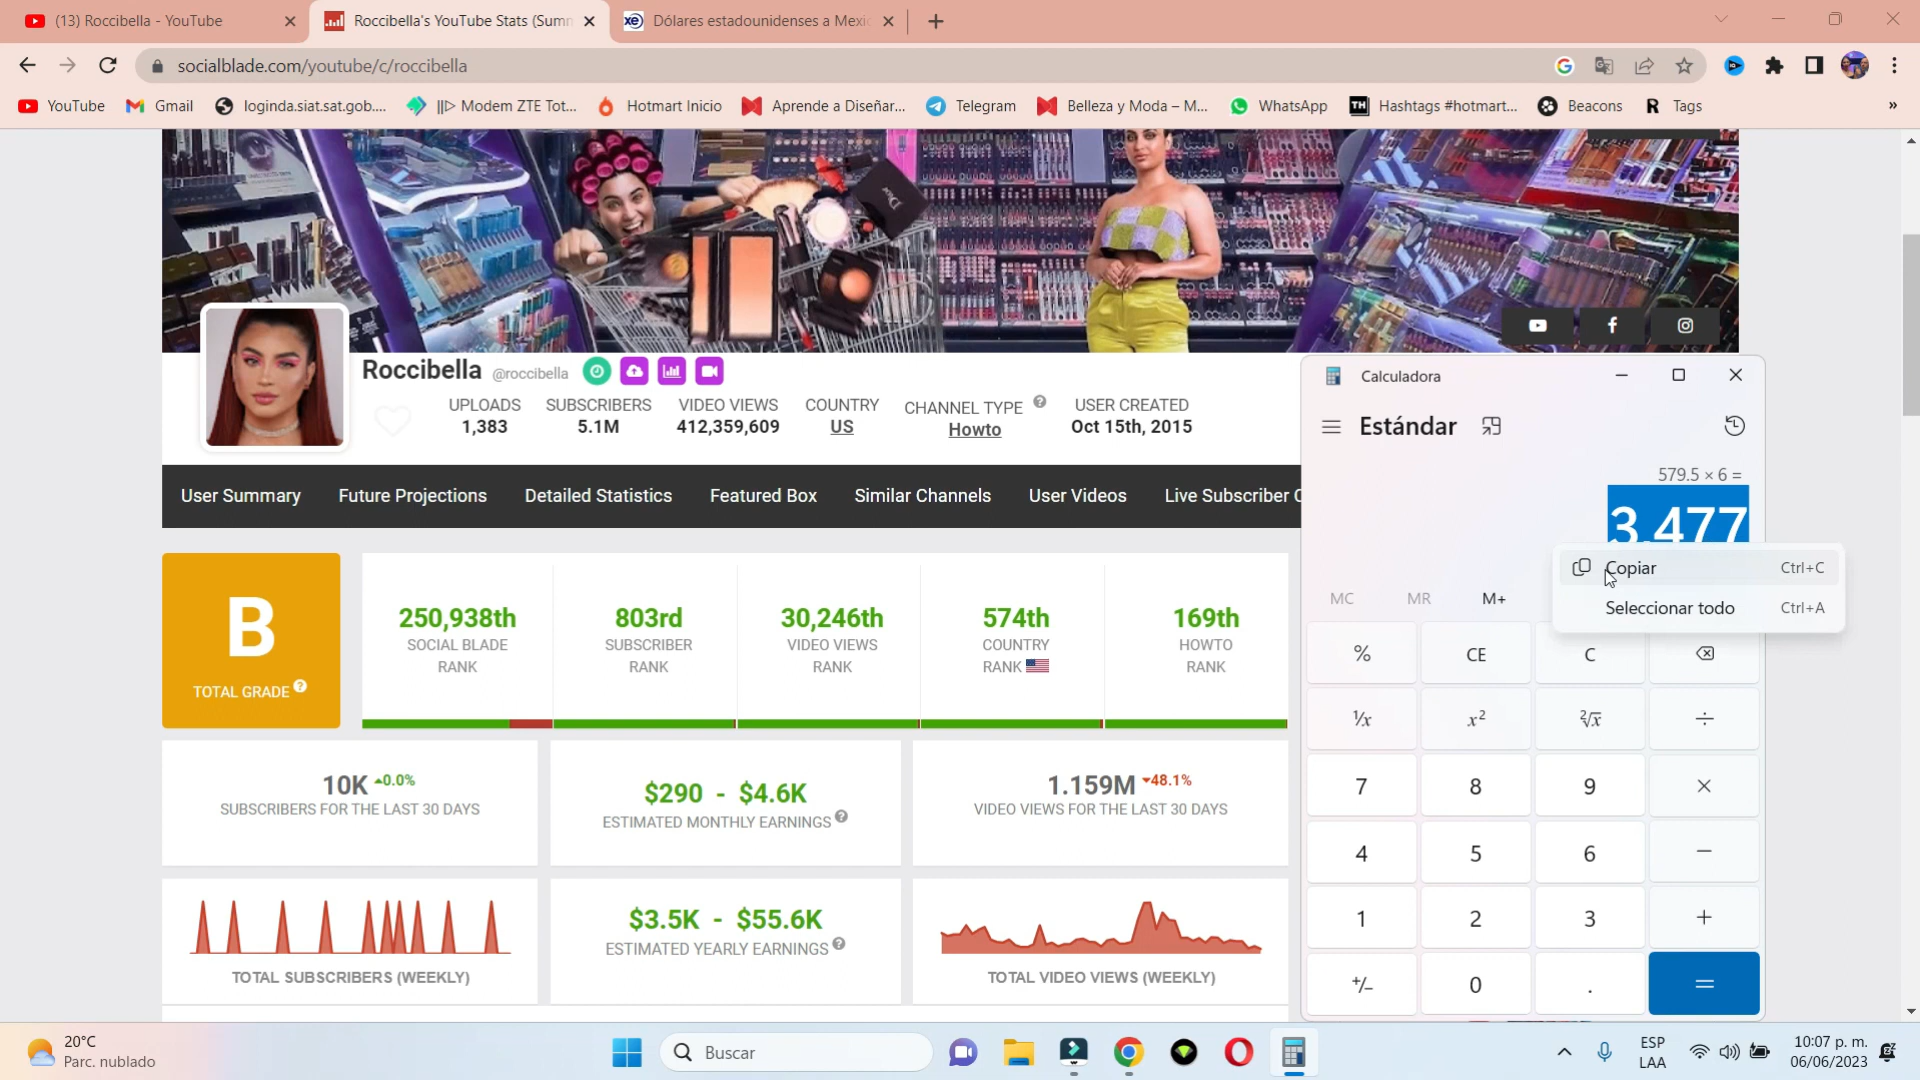 (13) Roccibella - YouTube
Roccibella's YouTube Stats (Summ
Dólares estadounidenses a Mexic
socialblade.com/youtube/c/roccibella
YouTube
Gmail
loginda.siat.sat.gob....
||▷ Modem ZTE Tot...
Hotmart Inicio
Aprende a Diseñar...
Telegram
Belleza y Moda – M...
WhatsApp
TH
Hashtags #hotmart...
Beacons
R
Tags
»
Dior
Roccibella @roccibella
UPLOADS
1,383
SUBSCRIBERS
5.1M
VIDEO VIEWS
412,359,609
COUNTRY
US
CHANNEL TYPE
Howto
USER CREATED
Oct 15th, 2015
User Summary
Future Projections
Detailed Statistics
Featured Box
Similar Channels
User Videos
Live Subscriber C
B
TOTAL GRADE
250,938th
SOCIAL BLADE
RANK
803rd
SUBSCRIBER
RANK
30,246th
VIDEO VIEWS
RANK
574th
COUNTRY
RANK
169th
HOWTO
RANK
10K 0.0%
SUBSCRIBERS FOR THE LAST 30 DAYS
$290 - $4.6K
ESTIMATED MONTHLY EARNINGS
1.159M 48.1%
VIDEO VIEWS FOR THE LAST 30 DAYS
TOTAL SUBSCRIBERS (WEEKLY)
$3.5K - $55.6K
ESTIMATED YEARLY EARNINGS
TOTAL VIDEO VIEWS (WEEKLY)
Calculadora
Estándar
579.5 × 6 =
3,477
Copiar Ctrl+C
Seleccionar todo Ctrl+A
MC MR M+
% CE C
¹/x x² ²√x ÷
7 8 9 ×
4 5 6 −
1 2 3 +
+/− 0 . =
20°C
Parc. nublado
Buscar
ESP
LAA
10:07 p. m.
06/06/2023